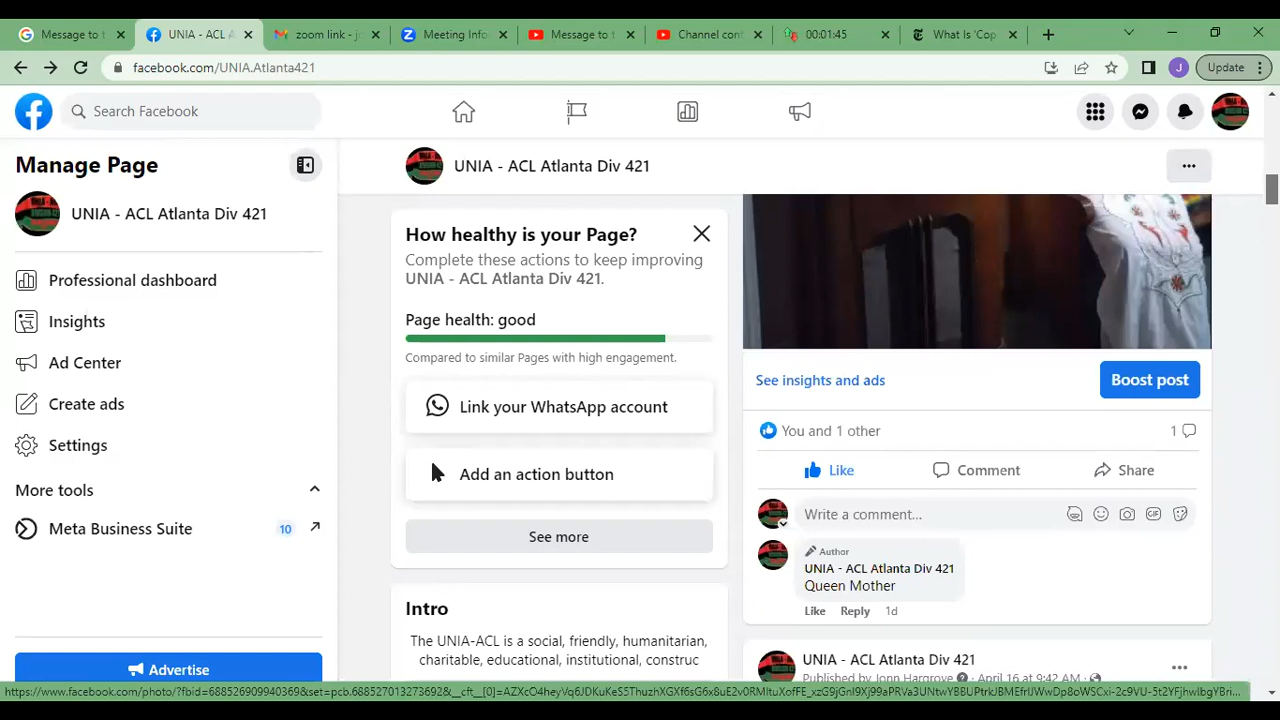 Message to t
UNIA - ACL A
zoom link - jo
Meeting Info
Message to t
Channel con
00:01:45
What Is 'Cop
facebook.com/UNIA.Atlanta421
J
Update
Search Facebook
Manage Page
UNIA - ACL Atlanta Div 421
UNIA - ACL Atlanta Div 421
Professional dashboard
Insights
Ad Center
Create ads
Settings
More tools
Meta Business Suite
10
Advertise
How healthy is your Page?
Complete these actions to keep improving
UNIA - ACL Atlanta Div 421.
Page health: good
Compared to similar Pages with high engagement.
Link your WhatsApp account
Add an action button
See more
Intro
The UNIA-ACL is a social, friendly, humanitarian,
charitable, educational, institutional, construc
See insights and ads
Boost post
You and 1 other
1
Like
Comment
Share
Write a comment...
GIF
Author
UNIA - ACL Atlanta Div 421
Queen Mother
Like Reply 1d
UNIA - ACL Atlanta Div 421
Published by Jonn Hargrove
April 16 at 9:42 AM